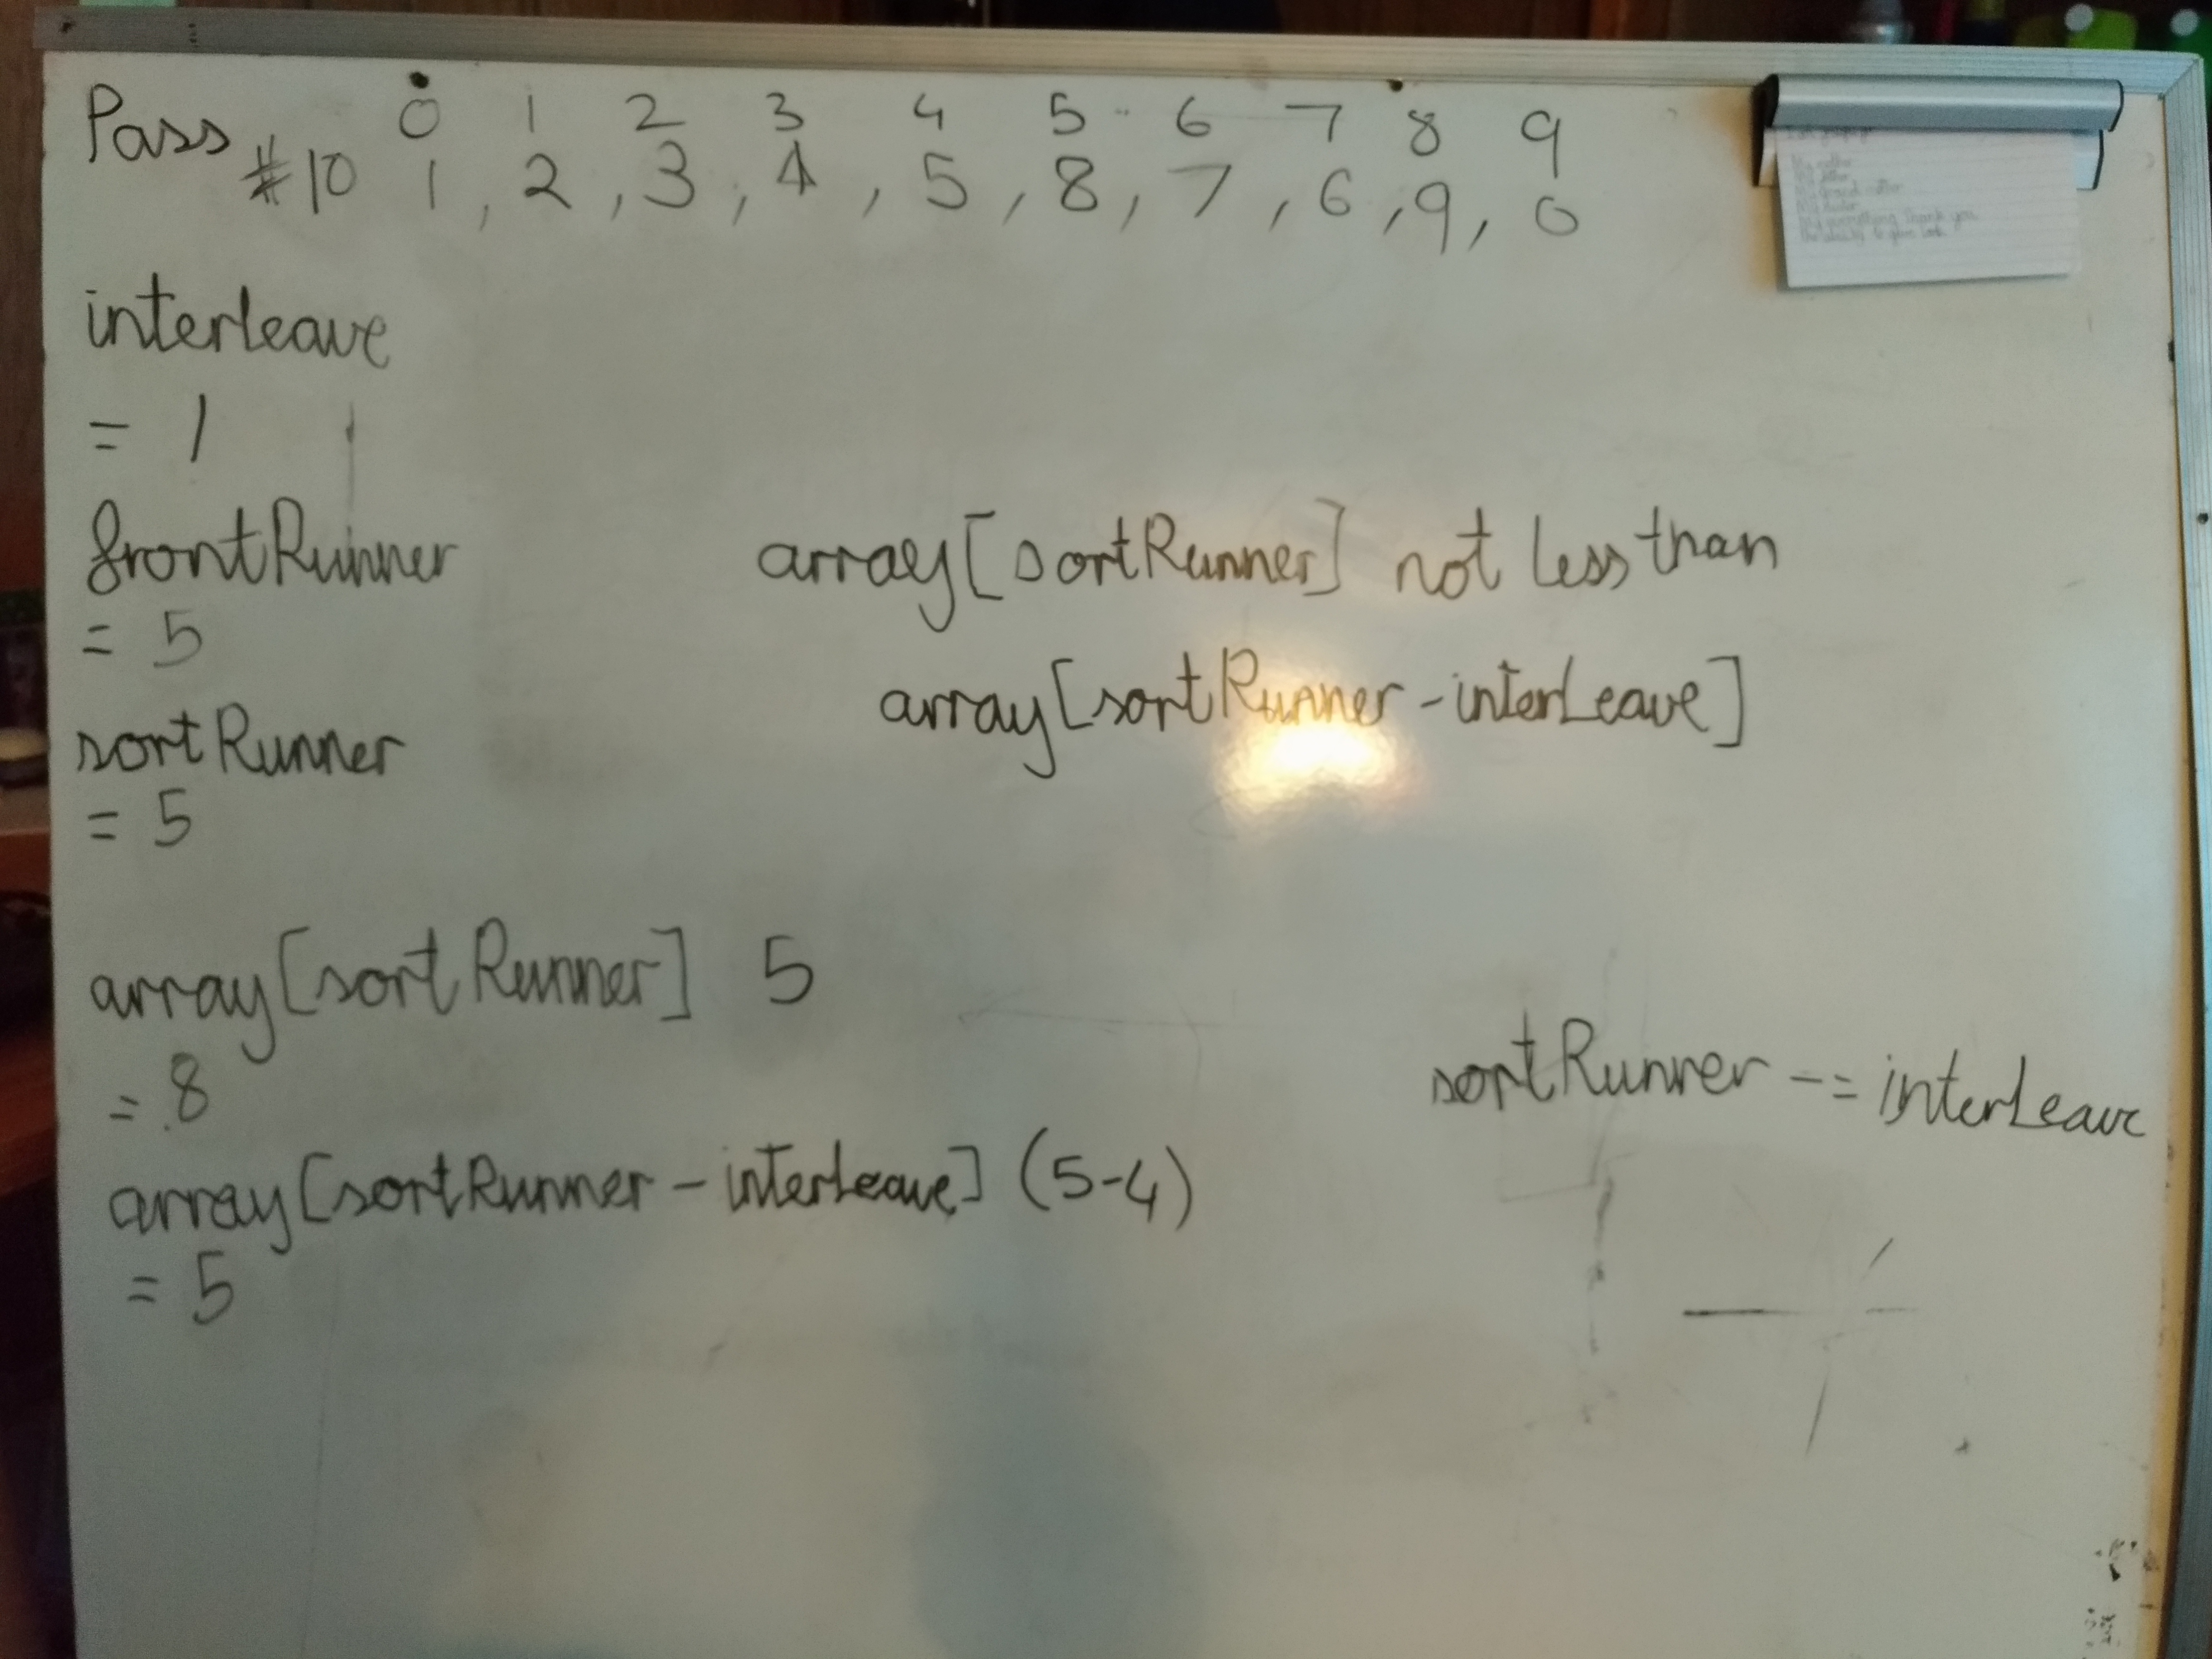 Pass 0 1 2 3 4 5 6 7 8 9
#10 1, 2, 3, 4, 5, 8, 7, 6, 9, 0
interleave
= 1
frontRunner
= 5
sortRunner
= 5
array[sortRunner] not less than
array[sortRunner - interLeave]
array[sortRunner] 5
= 8
array[sortRunner - interLeave] (5-4)
= 5
sortRunner -= interLeave